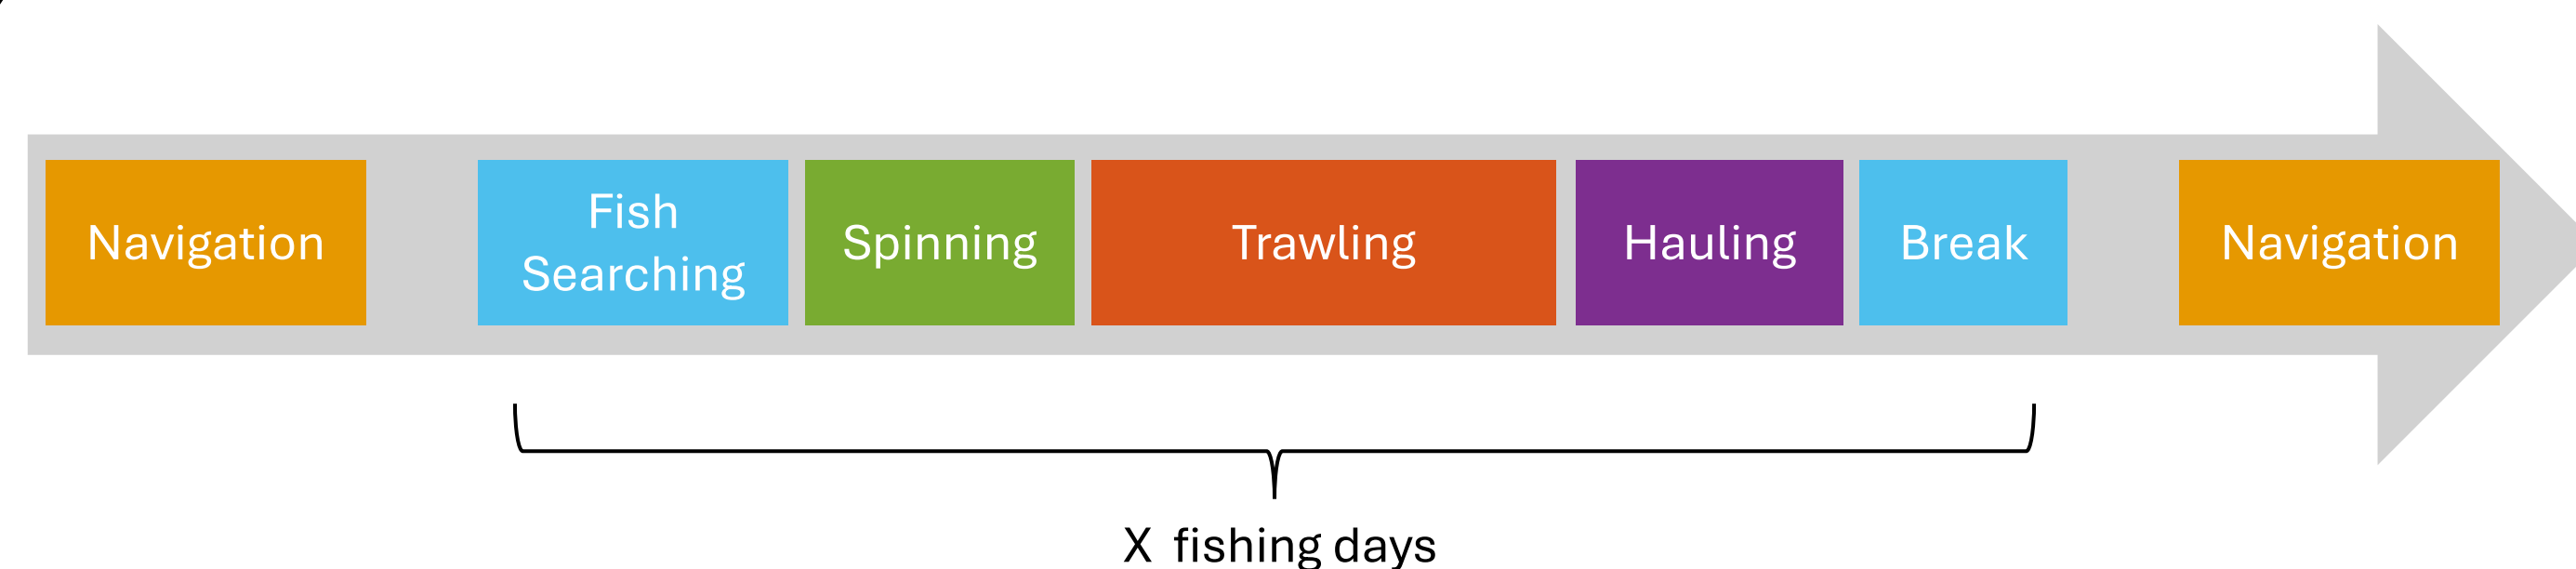 Navigation
Fish
Searching
Spinning
Trawling
Hauling
Break
Navigation
X fishing days